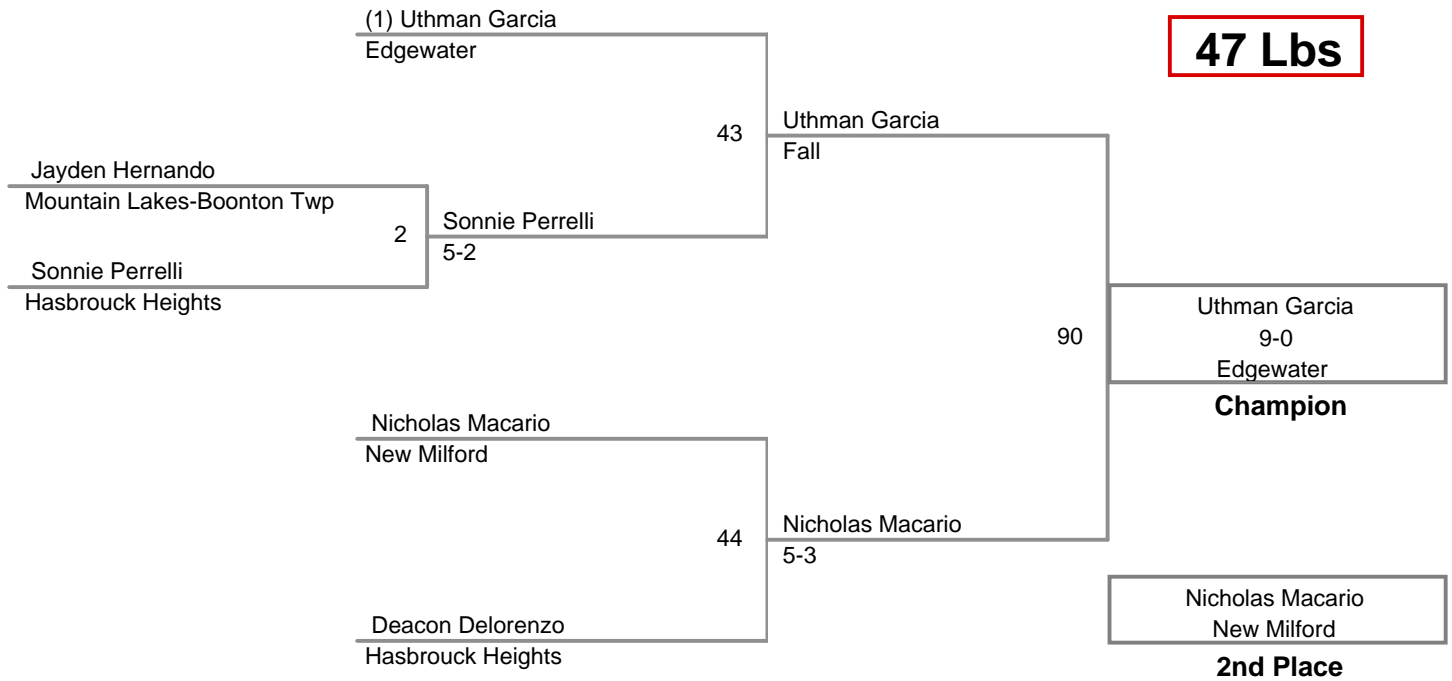 (1) Uthman Garcia
Edgewater
47 Lbs
43
Uthman Garcia
Fall
Jayden Hernando
Mountain Lakes-Boonton Twp
2
Sonnie Perrelli
5-2
Sonnie Perrelli
Hasbrouck Heights
90
Uthman Garcia
9-0
Edgewater
Champion
Nicholas Macario
New Milford
44
Nicholas Macario
5-3
Deacon Delorenzo
Hasbrouck Heights
Nicholas Macario
New Milford
2nd Place